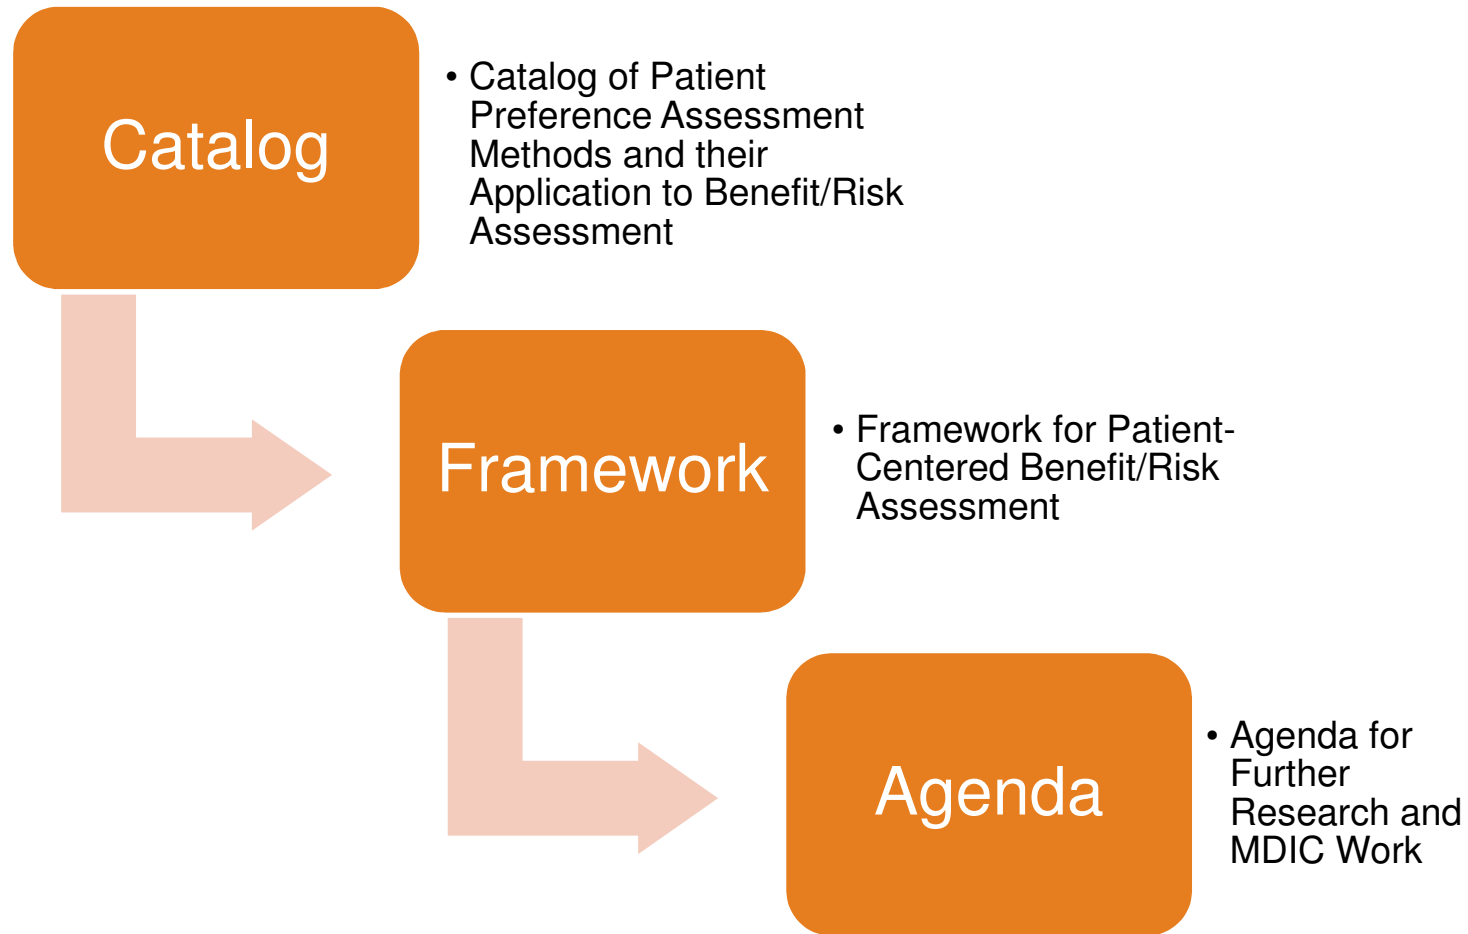 Catalog
• Catalog of Patient
Preference Assessment
Methods and their
Application to Benefit/Risk
Assessment
Framework
• Framework for Patient-
Centered Benefit/Risk
Assessment
Agenda
• Agenda for
Further
Research and
MDIC Work